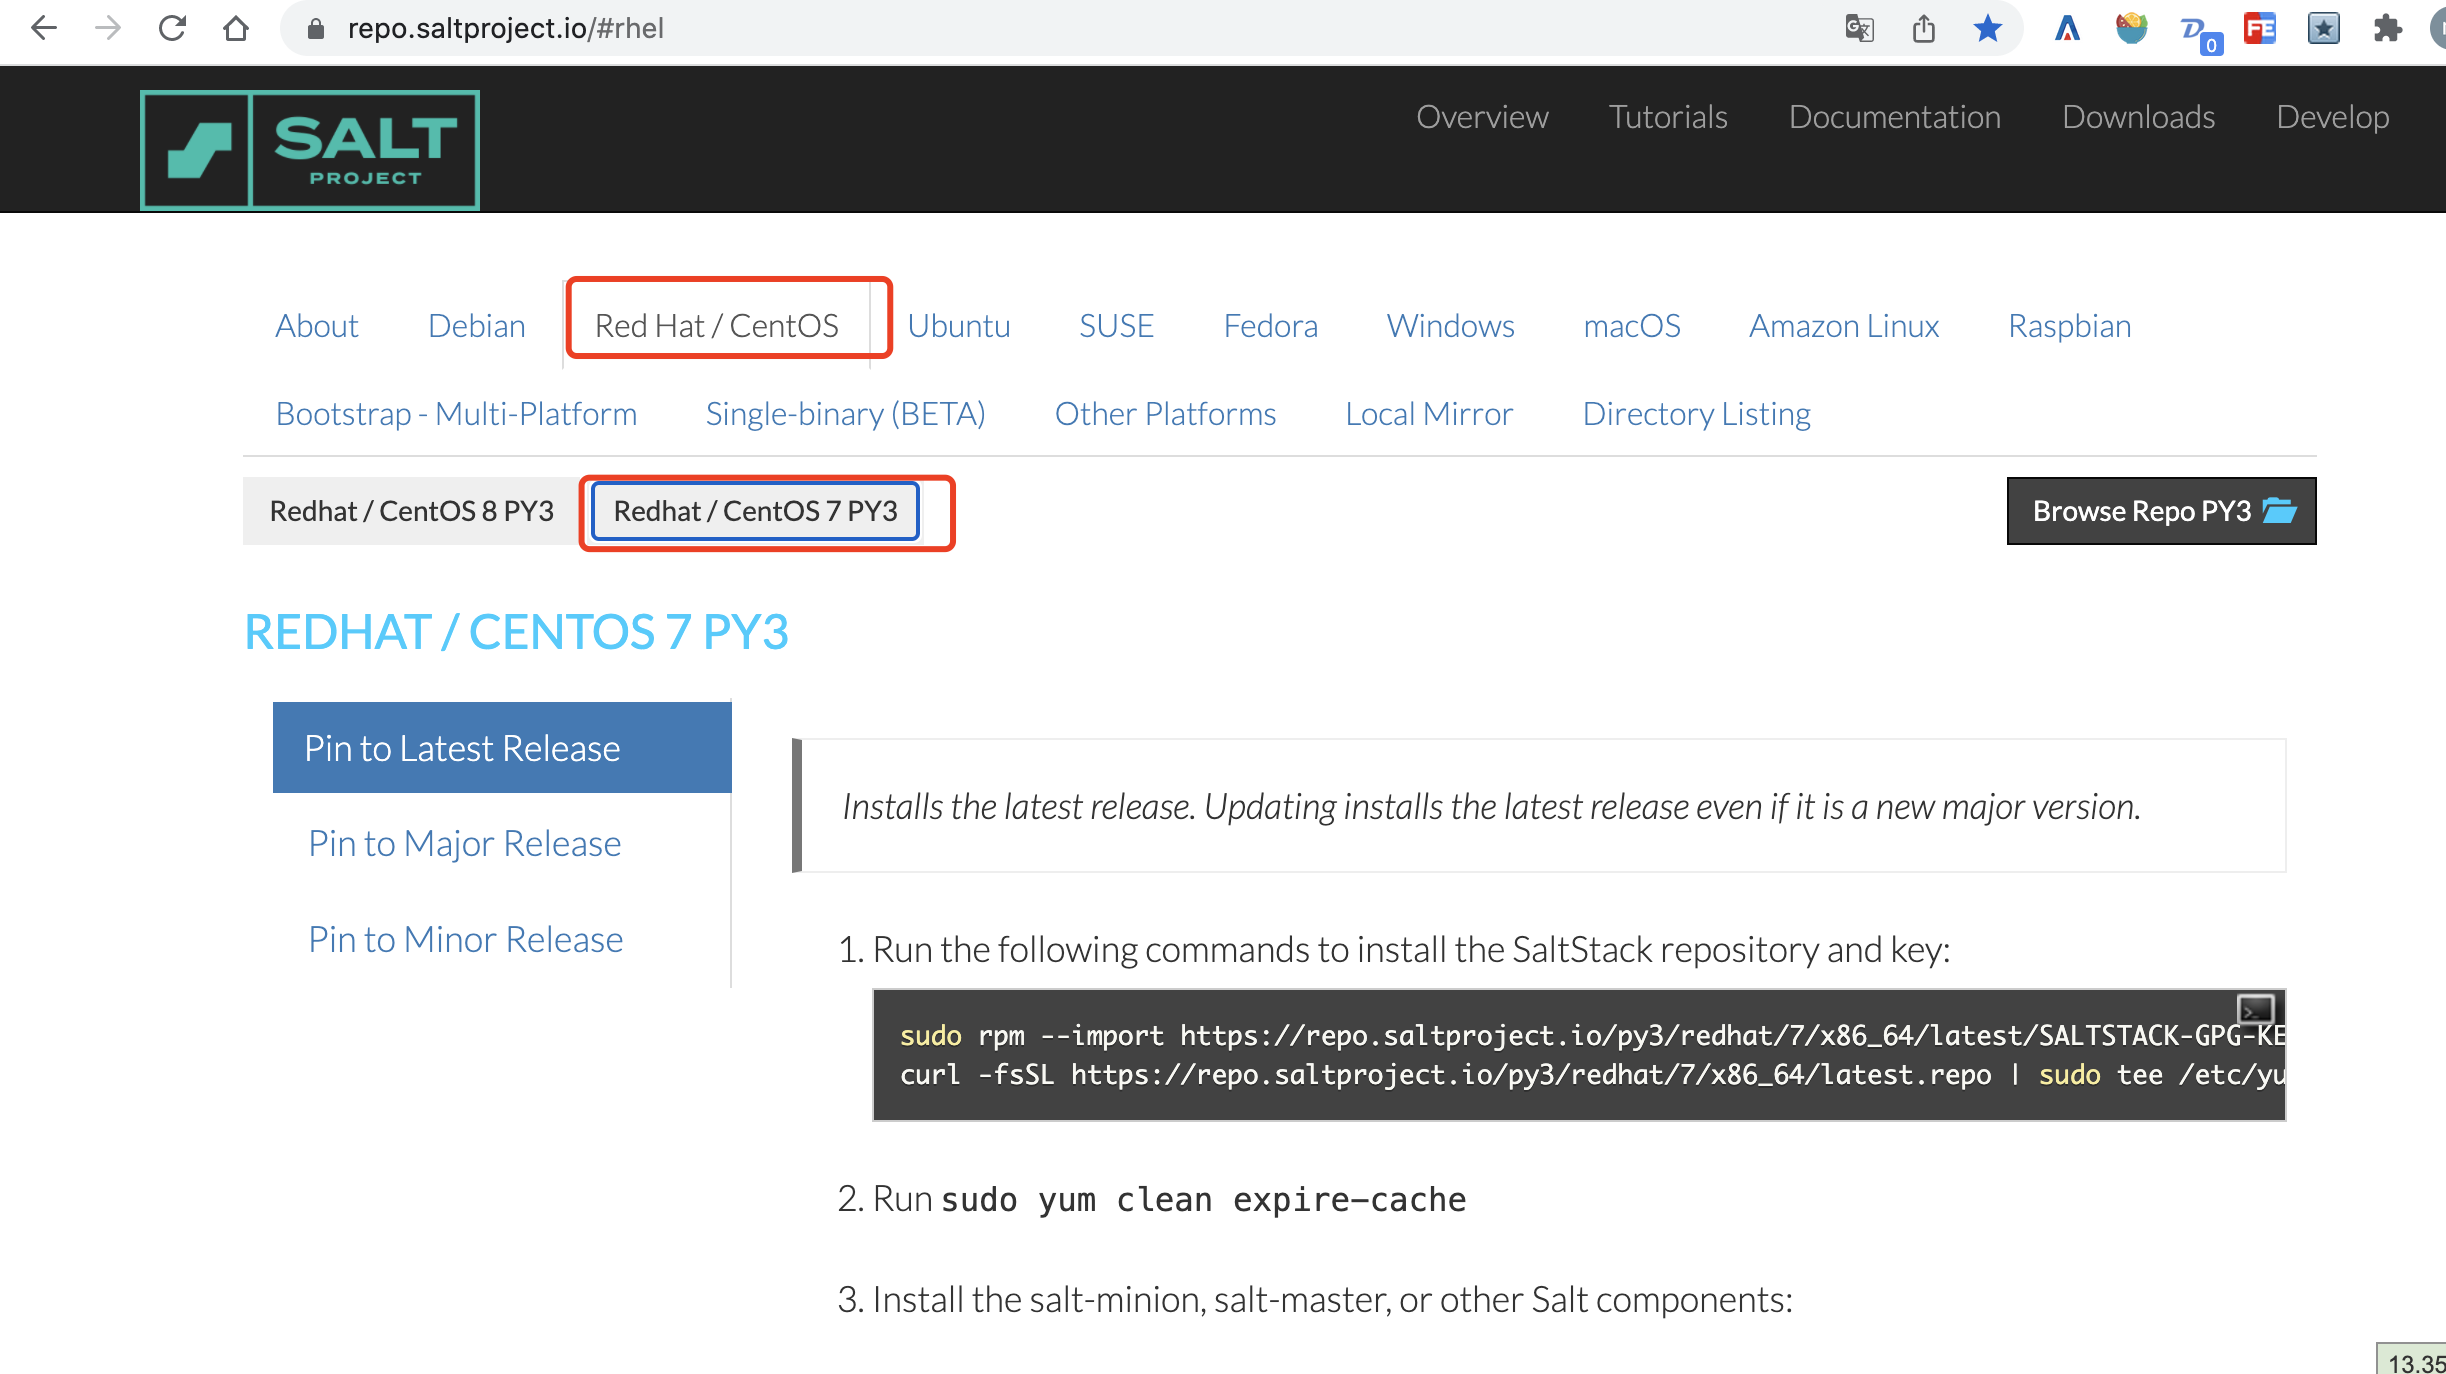 repo.saltproject.io/#rhel
0
FE
SALT
PROJECT
Overview Tutorials Documentation Downloads Develop
About Debian Red Hat / CentOS Ubuntu SUSE Fedora Windows macOS Amazon Linux Raspbian
Bootstrap - Multi-Platform Single-binary (BETA) Other Platforms Local Mirror Directory Listing
Redhat / CentOS 8 PY3 Redhat / CentOS 7 PY3 Browse Repo PY3
REDHAT / CENTOS 7 PY3
Pin to Latest Release
Pin to Major Release
Pin to Minor Release
Installs the latest release. Updating installs the latest release even if it is a new major version.
1. Run the following commands to install the SaltStack repository and key:
sudo rpm --import https://repo.saltproject.io/py3/redhat/7/x86_64/latest/SALTSTACK-GPG-KE
curl -fsSL https://repo.saltproject.io/py3/redhat/7/x86_64/latest.repo | sudo tee /etc/yu
2. Run sudo yum clean expire-cache
3. Install the salt-minion, salt-master, or other Salt components:
13.35